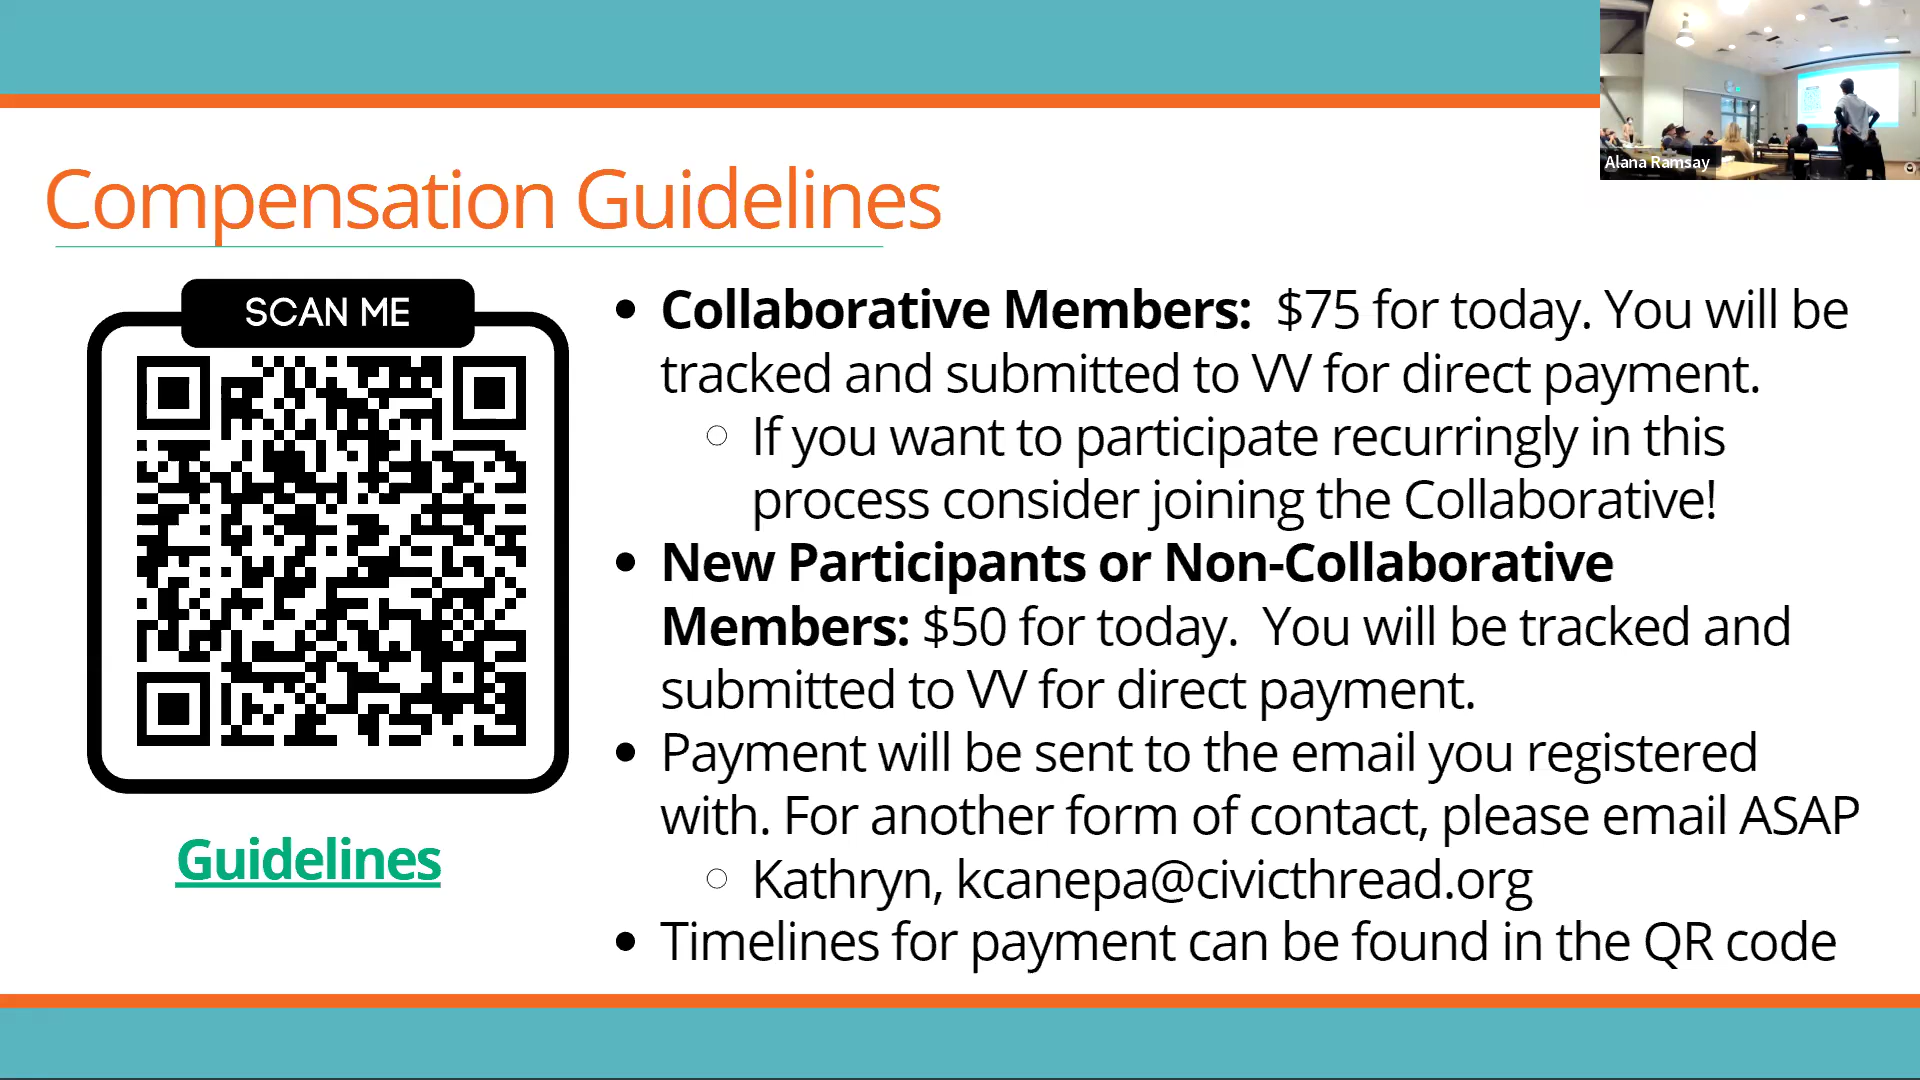 Alana Ramsay
Compensation Guidelines
SCAN ME
Guidelines
• Collaborative Members: $75 for today. You will be
tracked and submitted to VV for direct payment.
○ If you want to participate recurringly in this
process consider joining the Collaborative!
• New Participants or Non-Collaborative
Members: $50 for today. You will be tracked and
submitted to VV for direct payment.
• Payment will be sent to the email you registered
with. For another form of contact, please email ASAP
○ Kathryn, kcanepa@civicthread.org
• Timelines for payment can be found in the QR code